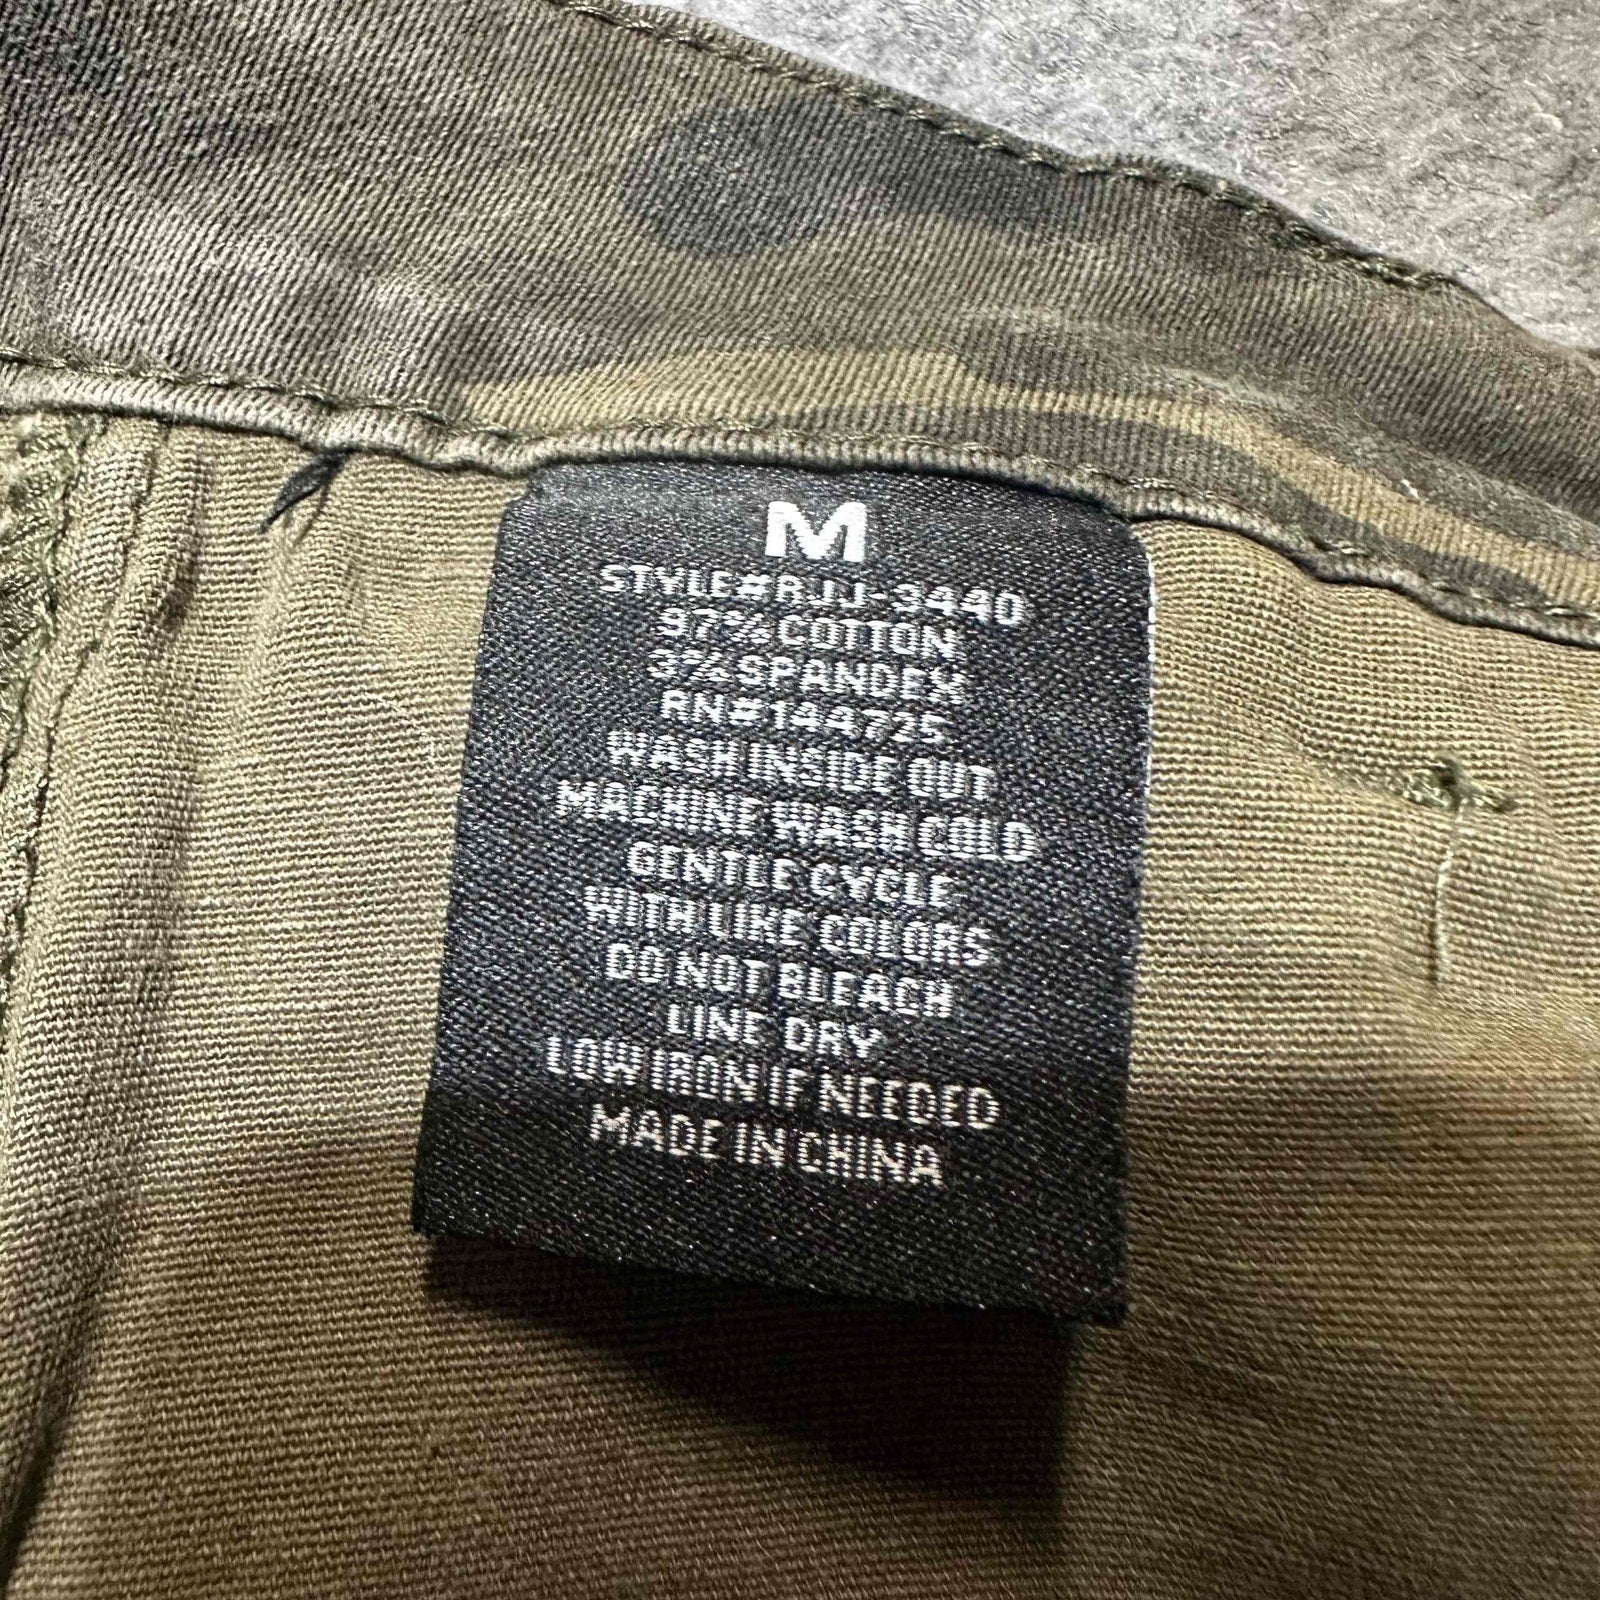 M
STYLE#RJJ-3440
97% COTTON
3% SPANDEX
RN#144725
WASH INSIDE OUT
MACHINE WASH COLD
GENTLE CYCLE
WITH LIKE COLORS
DO NOT BLEACH
LINE DRY
LOW IRON IF NEEDED
MADE IN CHINA